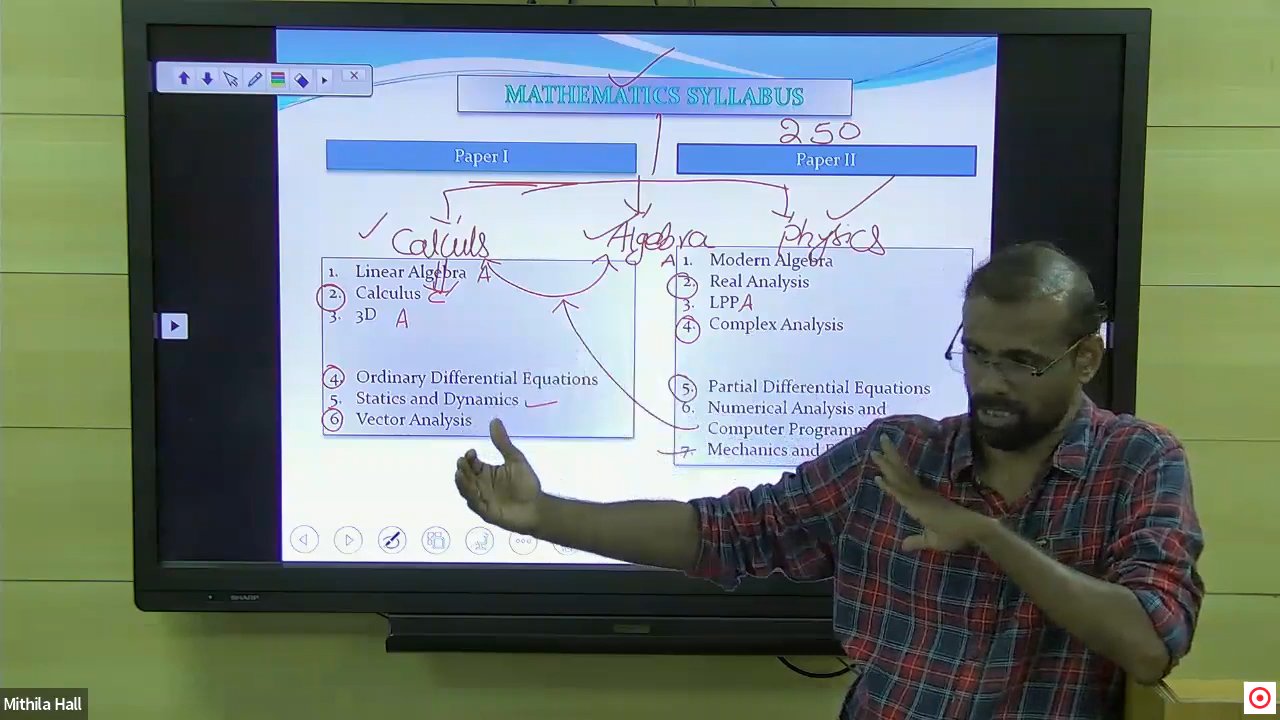 MATHEMATICS SYLLABUS
250
Paper I
Paper II
Calculs
Algebra
Physics
1. Linear Algebra A
2. Calculus C
3. 3D A
4. Ordinary Differential Equations
5. Statics and Dynamics
6 Vector Analysis
A 1. Modern Algebra
2. Real Analysis
3. LPP A
4. Complex Analysis
5. Partial Differential Equations
6. Numerical Analysis and
Computer
7. Mechanics and
SHARP
Mithila Hall